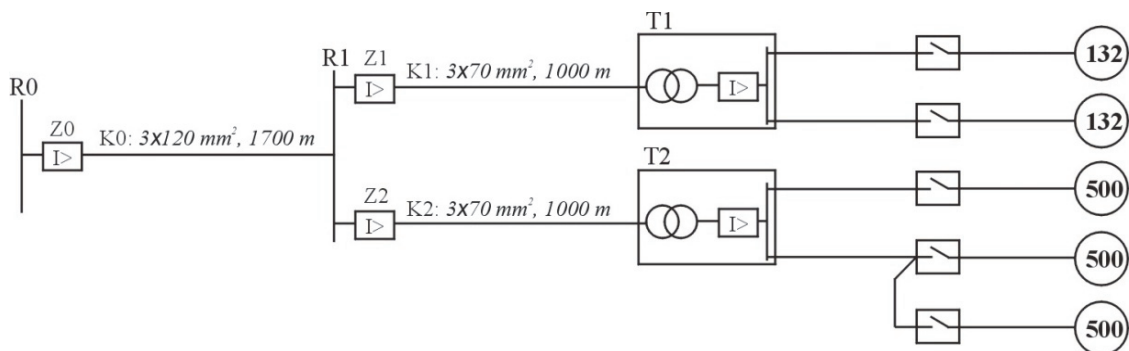 T1
R1
Z1
K1: 3x70 mm², 1000 m
I>
I>
132
R0
Z0
K0: 3x120 mm², 1700 m
I>
132
T2
Z2
K2: 3x70 mm², 1000 m
I>
I>
500
500
500